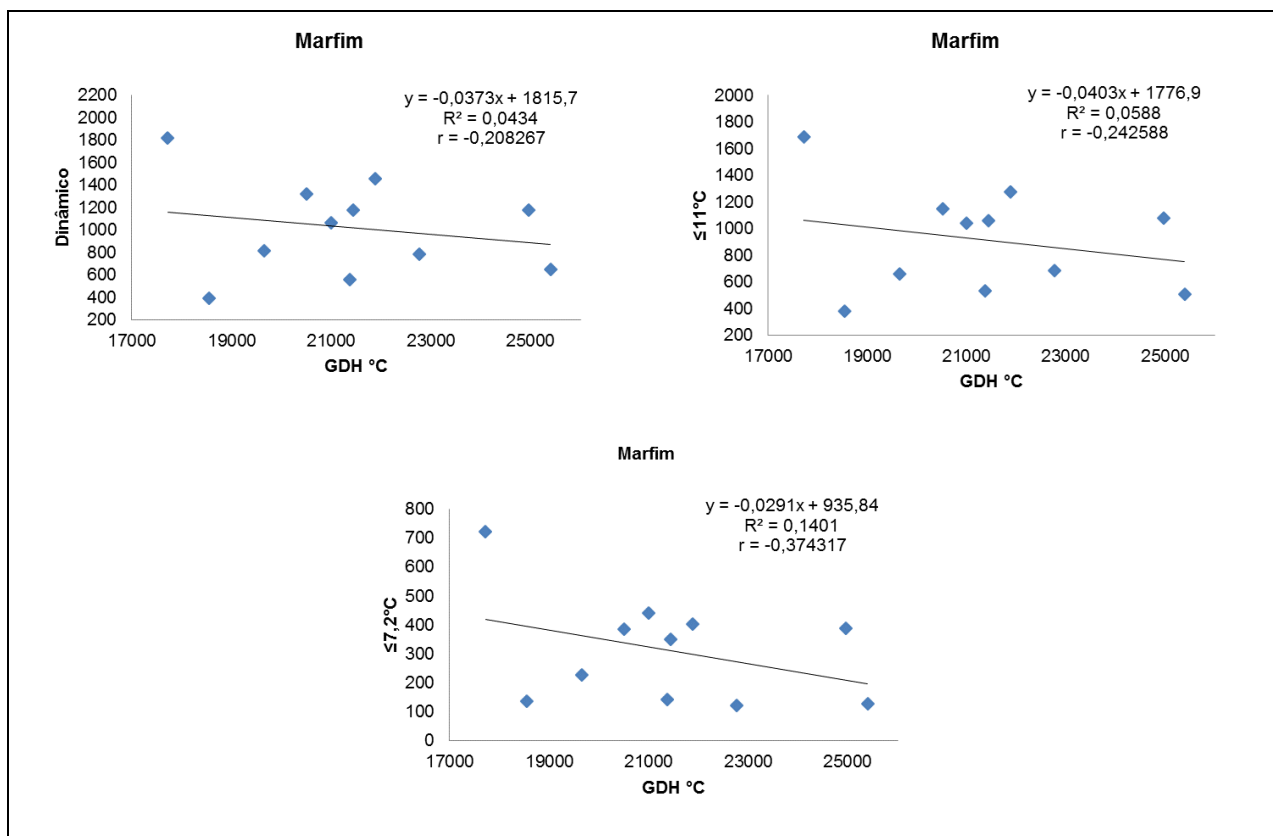 Marfim
y = -0,0373x + 1815,7
R² = 0,0434
r = -0,208267
Dinâmico
2200
2000
1800
1600
1400
1200
1000
800
600
400
200
17000 19000 21000 23000 25000
GDH °C
Marfim
y = -0,0403x + 1776,9
R² = 0,0588
r = -0,242588
≤11°C
2000
1800
1600
1400
1200
1000
800
600
400
200
17000 19000 21000 23000 25000
GDH °C
Marfim
y = -0,0291x + 935,84
R² = 0,1401
r = -0,374317
≤7,2°C
800
700
600
500
400
300
200
100
0
17000 19000 21000 23000 25000
GDH °C